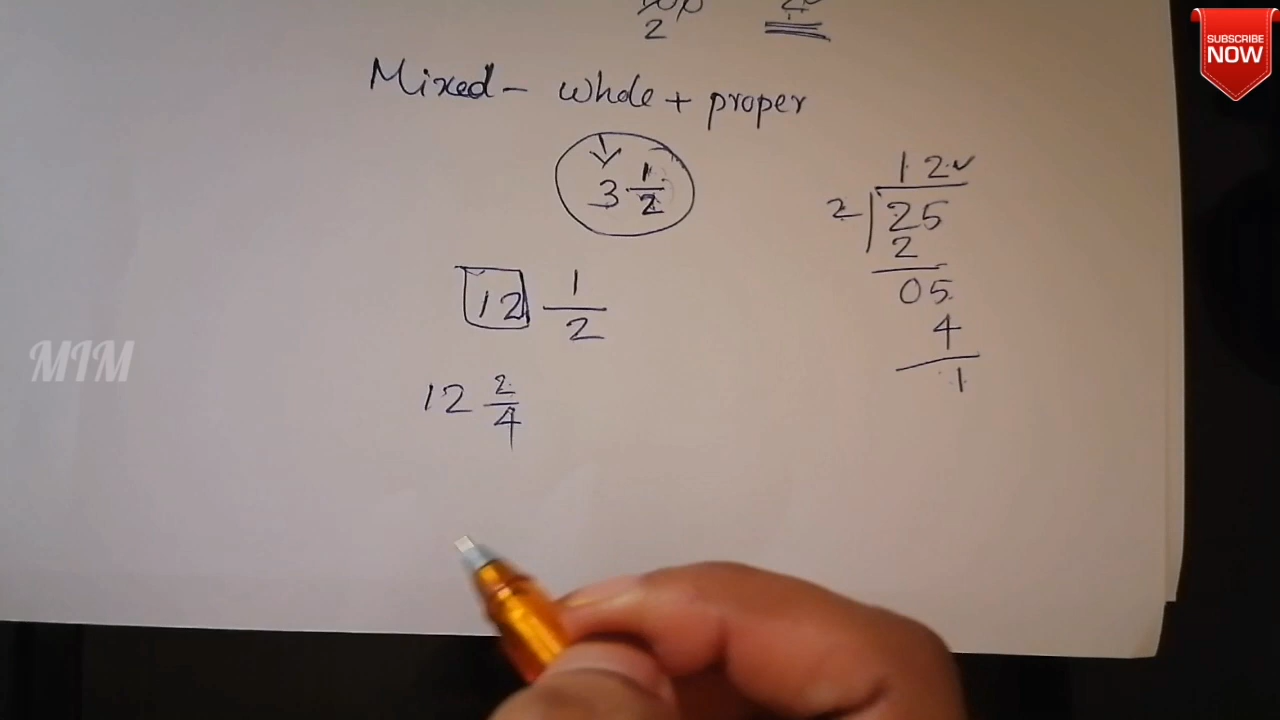 2
SUBSCRIBE
NOW
Mixed - whole + proper
3 1/2
12
2 25
2
05
4
1
12 1/2
12 2/4
MIM